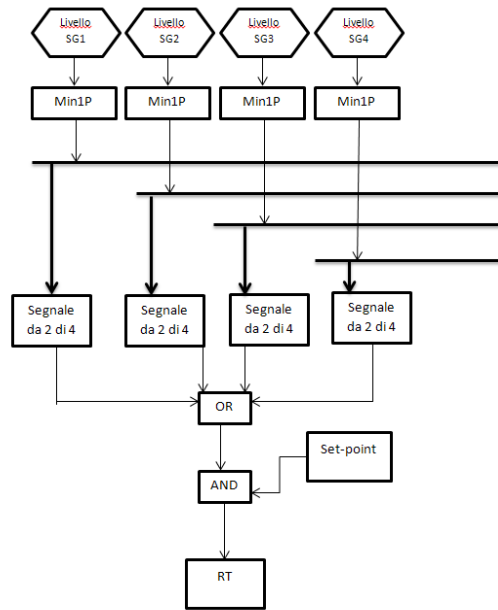 Livello
SG1
Livello
SG2
Livello
SG3
Livello
SG4
Min1P
Min1P
Min1P
Min1P
Segnale
da 2 di 4
Segnale
da 2 di 4
Segnale
da 2 di 4
Segnale
da 2 di 4
OR
Set-point
AND
RT